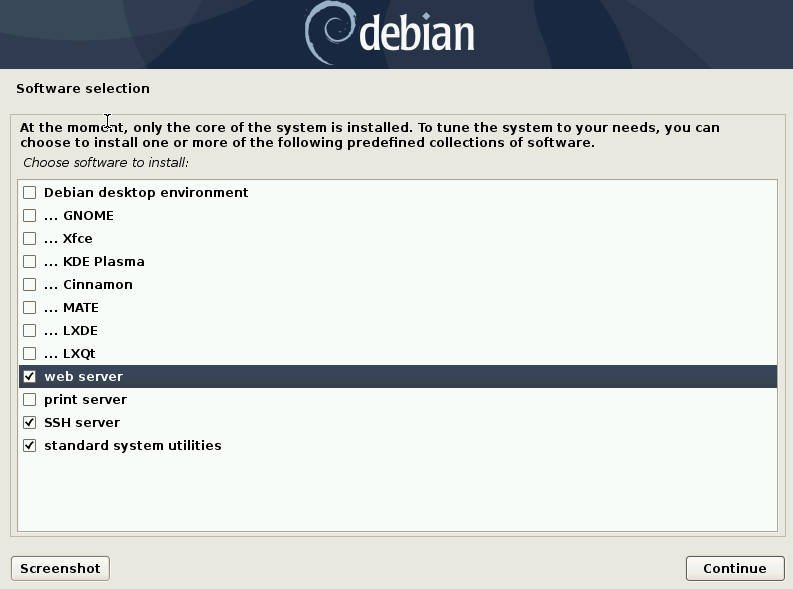 debian
Software selection
At the moment, only the core of the system is installed. To tune the system to your needs, you can
choose to install one or more of the following predefined collections of software.
Choose software to install:
Debian desktop environment
... GNOME
... Xfce
... KDE Plasma
... Cinnamon
... MATE
... LXDE
... LXQt
web server
print server
SSH server
standard system utilities
Screenshot
Continue